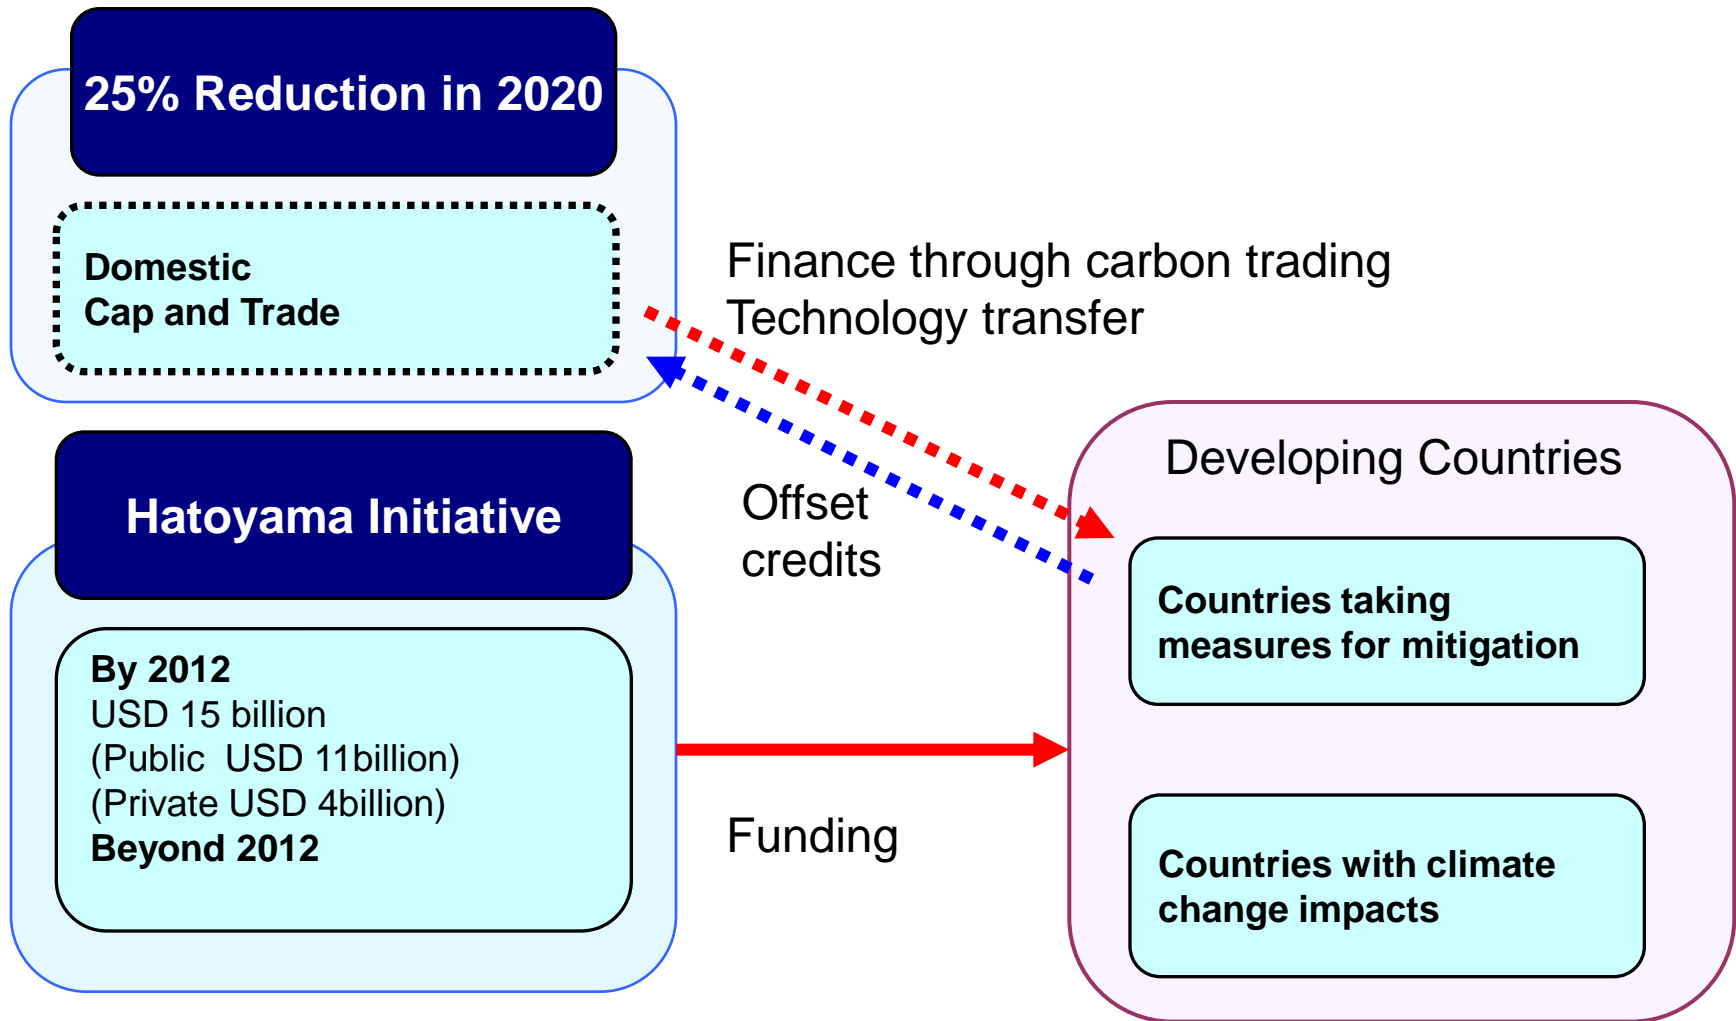 25% Reduction in 2020
Domestic
Cap and Trade
Finance through carbon trading
Technology transfer
Offset
credits
Hatoyama Initiative
By 2012
USD 15 billion
(Public  USD 11billion)
(Private USD 4billion)
Beyond 2012
Funding
Developing Countries
Countries taking
measures for mitigation
Countries with climate
change impacts